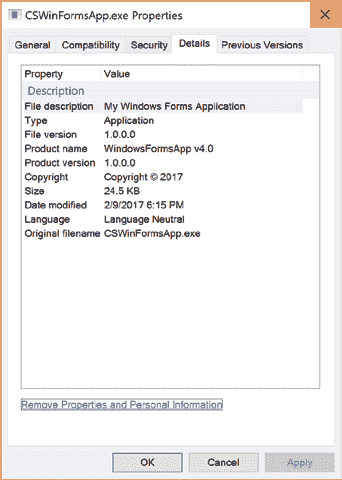 CSWinFormsApp.exe Properties
General Compatibility Security Details Previous Versions
Property Value
Description
File description My Windows Forms Application
Type Application
File version 1.0.0.0
Product name WindowsFormsApp v4.0
Product version 1.0.0.0
Copyright Copyright © 2017
Size 24.5 KB
Date modified 2/9/2017 6:15 PM
Language Language Neutral
Original filename CSWinFormsApp.exe
Remove Properties and Personal Information
OK Cancel Apply